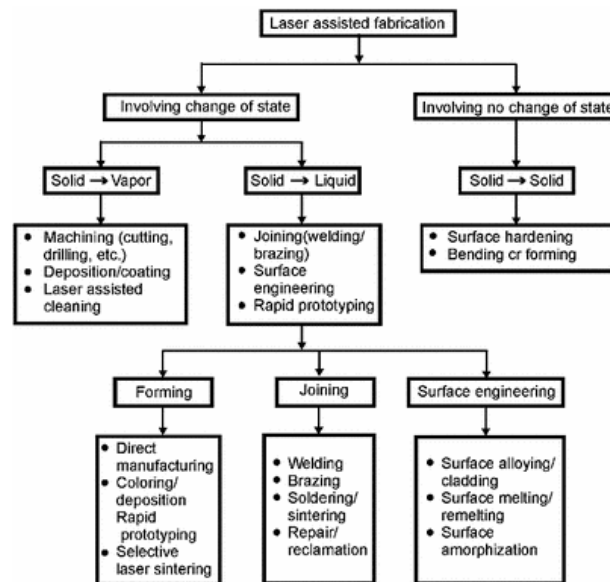 Laser assisted fabrication
Involving change of state
Involving no change of state
Solid → Vapor
Solid → Liquid
Solid → Solid
● Machining (cutting,
drilling, etc.)
● Deposition/coating
● Laser assisted
cleaning
● Joining(welding/
brazing)
● Surface
engineering
● Rapid prototyping
● Surface hardening
● Bending cr forming
Forming
Joining
Surface engineering
● Direct
manufacturing
● Coloring/
deposition
Rapid
prototyping
● Selective
laser sintering
● Welding
● Brazing
● Soldering/
sintering
● Repair/
reclamation
● Surface alloying/
cladding
● Surface melting/
remelting
● Surface
amorphization